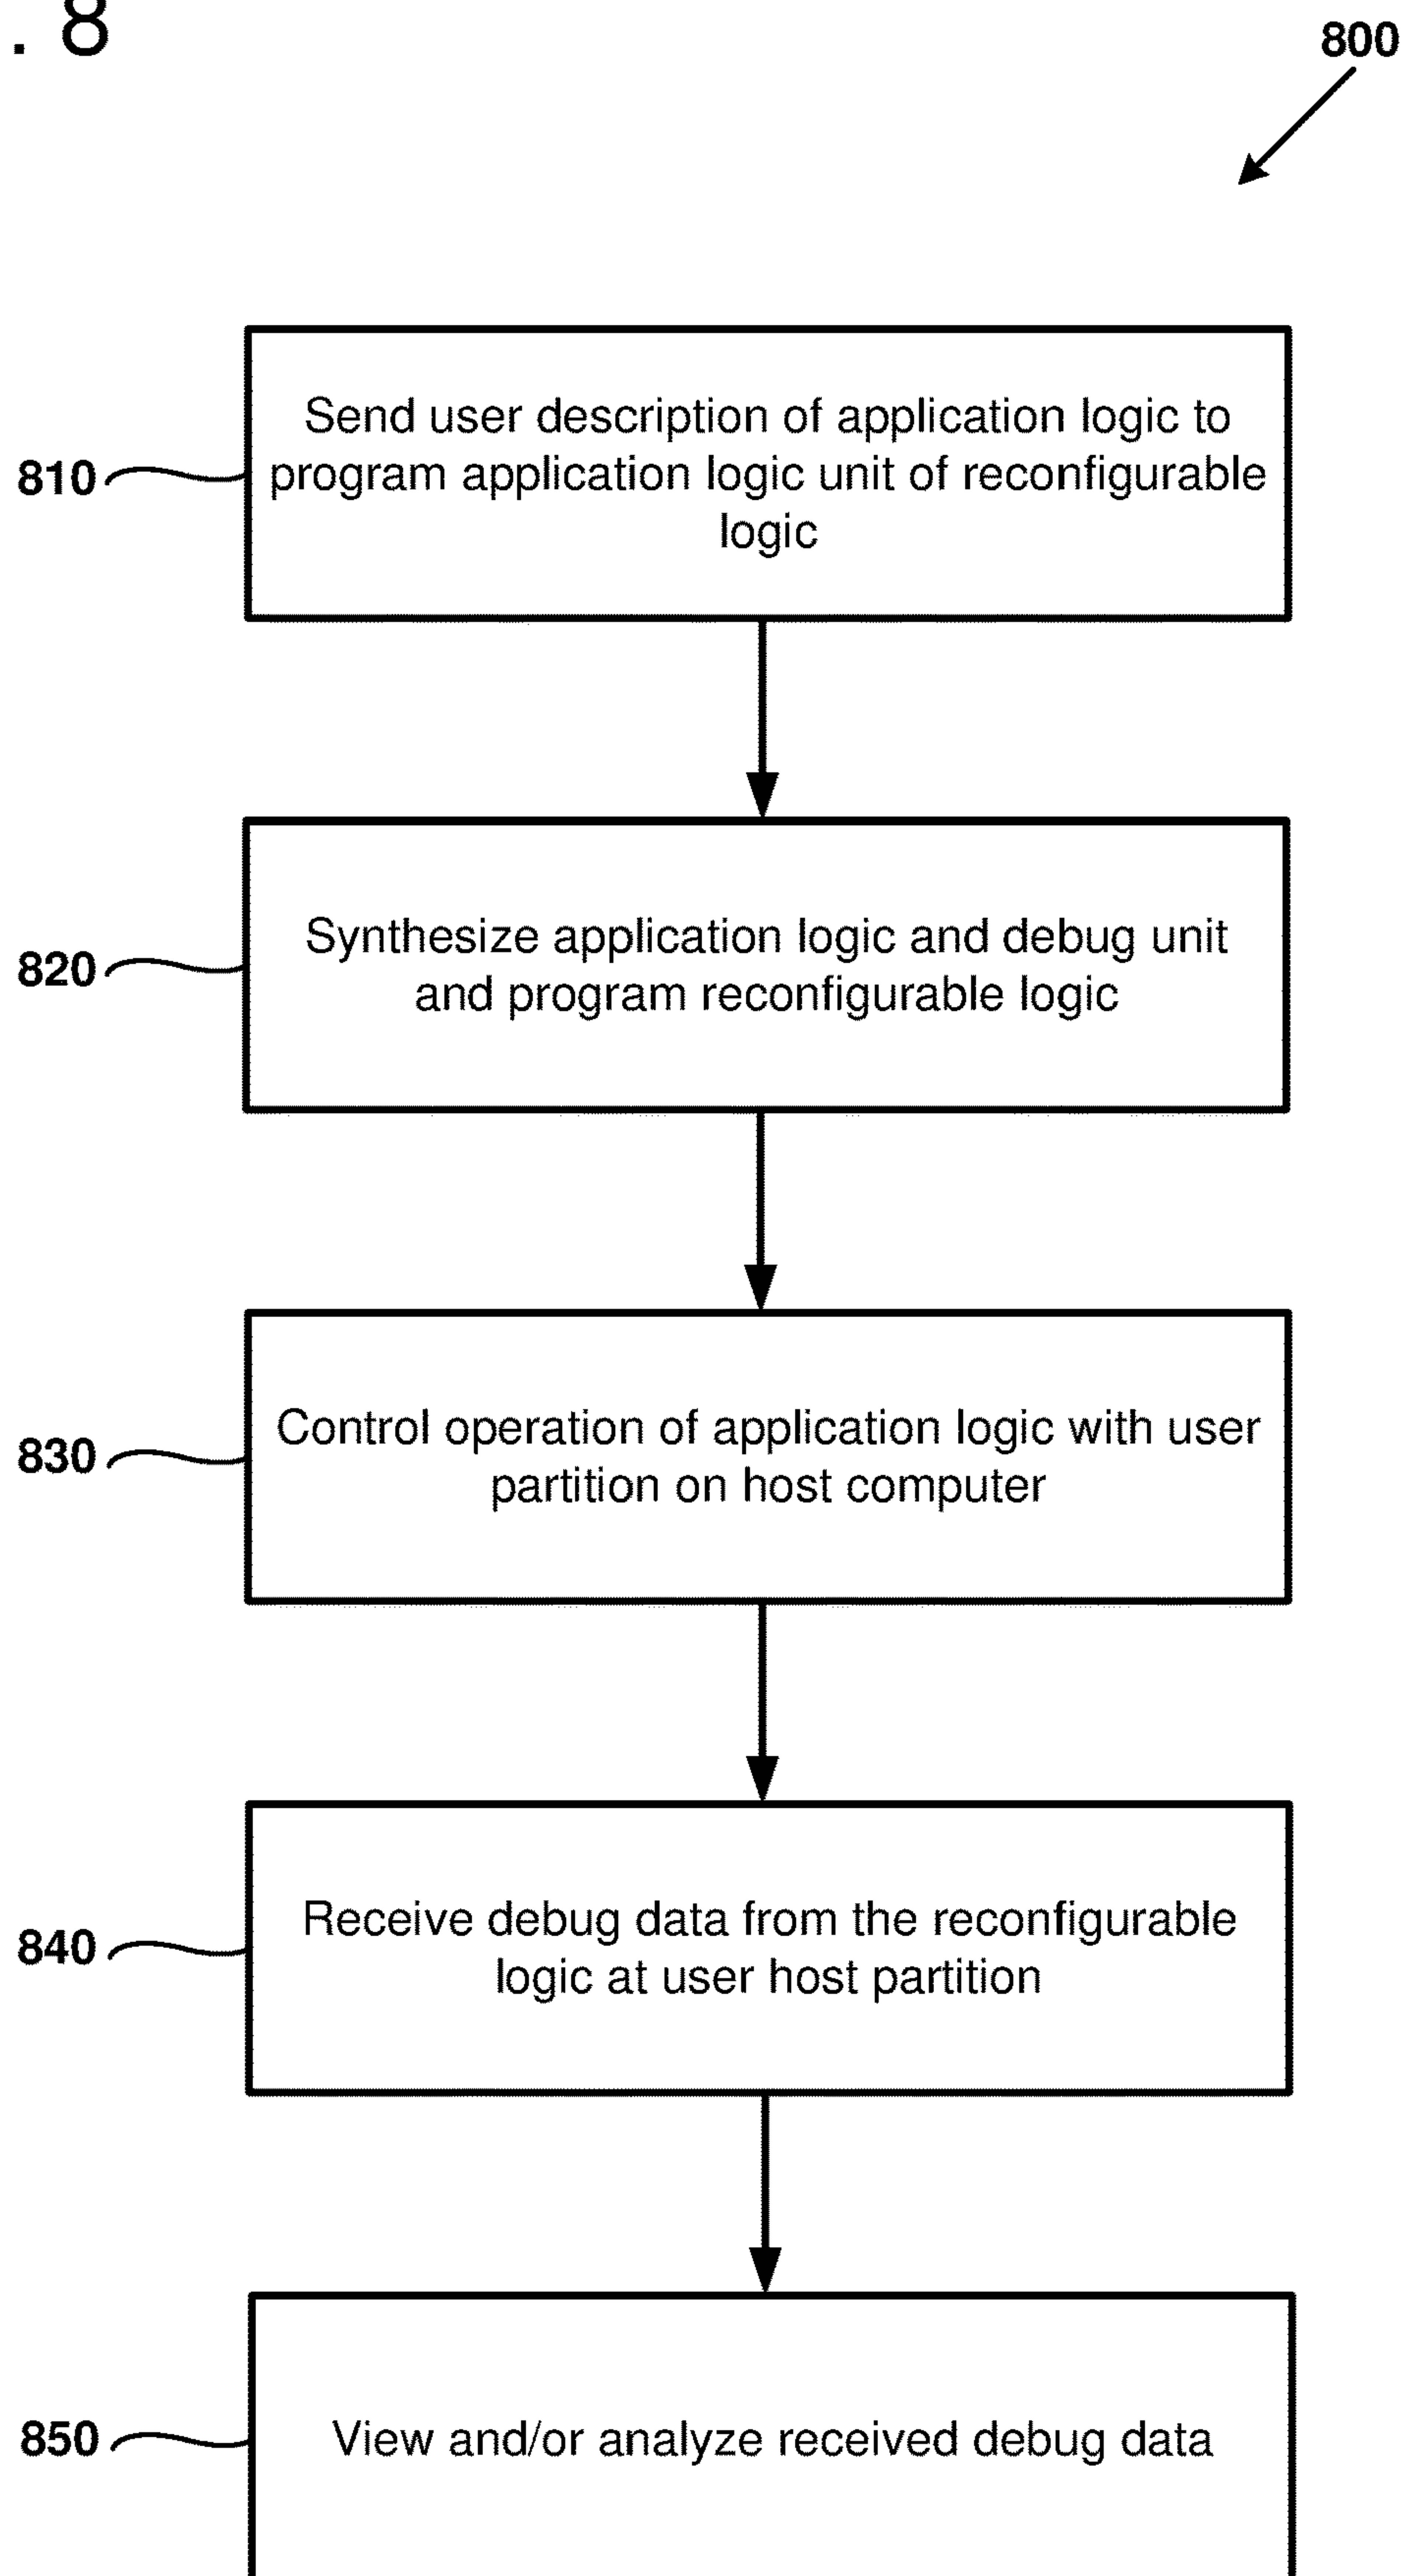 . 8
800
810
Send user description of application logic to
program application logic unit of reconfigurable
logic
820
Synthesize application logic and debug unit
and program reconfigurable logic
830
Control operation of application logic with user
partition on host computer
840
Receive debug data from the reconfigurable
logic at user host partition
850
View and/or analyze received debug data